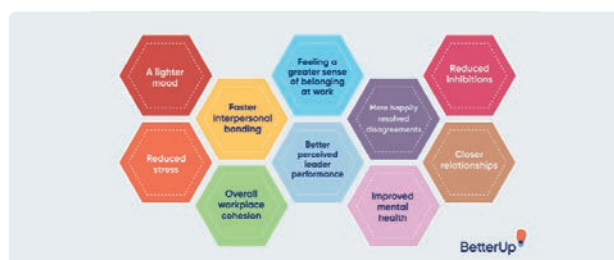 A lighter
mood
Feeling a
greater sense
of belonging
at work
Reduced
Inhibitions
Faster
interpersonal
bonding
More happily
resolved
disagreements
Reduced
stress
Better
perceived
leader
performance
Closer
relationships
Overall
workplace
cohesion
Improved
mental
health
BetterUp